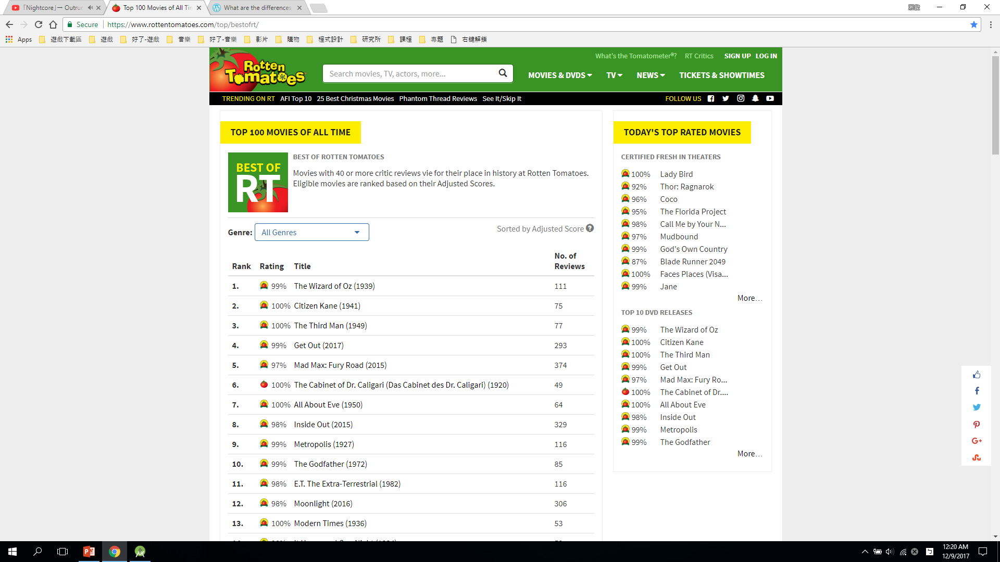 「Nightcore」→ Outrun
Top 100 Movies of All Tim
What are the differences
Secure
https://www.rottentomatoes.com/top/bestofrt/
Apps 遊戲下載區 遊戲 好了-遊戲 音樂 好了-音樂 影片 購物 程式設計 研究所 課程 專題 右鍵解鎖
Rotten Tomatoes
What's the Tomatometer®? RT Critics SIGN UP LOG IN
Search movies, TV, actors, more...
MOVIES & DVDS TV NEWS TICKETS & SHOWTIMES
TRENDING ON RT AFI Top 10 25 Best Christmas Movies Phantom Thread Reviews See It/Skip It FOLLOW US
TOP 100 MOVIES OF ALL TIME
BEST OF RT
BEST OF ROTTEN TOMATOES
Movies with 40 or more critic reviews vie for their place in history at Rotten Tomatoes.
Eligible movies are ranked based on their Adjusted Scores.
Genre: All Genres
Sorted by Adjusted Score ?
Rank Rating Title No. of Reviews
1. 99% The Wizard of Oz (1939) 111
2. 100% Citizen Kane (1941) 75
3. 100% The Third Man (1949) 77
4. 99% Get Out (2017) 293
5. 97% Mad Max: Fury Road (2015) 374
6. 100% The Cabinet of Dr. Caligari (Das Cabinet des Dr. Caligari) (1920) 49
7. 100% All About Eve (1950) 64
8. 98% Inside Out (2015) 329
9. 99% Metropolis (1927) 116
10. 99% The Godfather (1972) 85
11. 98% E.T. The Extra-Terrestrial (1982) 116
12. 98% Moonlight (2016) 306
13. 100% Modern Times (1936) 53
TODAY'S TOP RATED MOVIES
CERTIFIED FRESH IN THEATERS
100% Lady Bird
92% Thor: Ragnarok
96% Coco
95% The Florida Project
98% Call Me by Your N...
97% Mudbound
99% God's Own Country
87% Blade Runner 2049
100% Faces Places (Visa...
99% Jane
More...
TOP 10 DVD RELEASES
99% The Wizard of Oz
100% Citizen Kane
100% The Third Man
99% Get Out
97% Mad Max: Fury Ro...
100% The Cabinet of Dr....
100% All About Eve
98% Inside Out
99% Metropolis
99% The Godfather
More...
G+
12:20 AM
12/9/2017